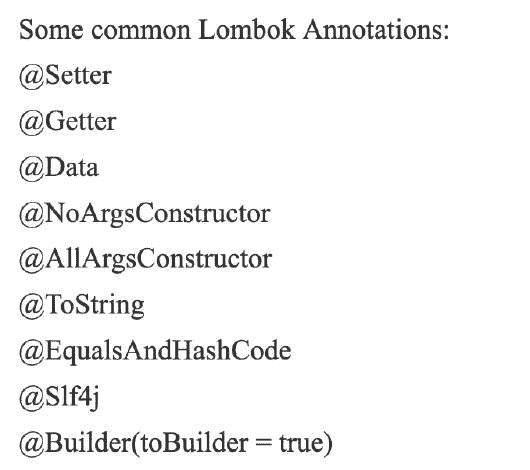 Some common Lombok Annotations:
@Setter
@Getter
@Data
@NoArgsConstructor
@AllArgsConstructor
@ToString
@EqualsAndHashCode
@Slf4j
@Builder(toBuilder = true)